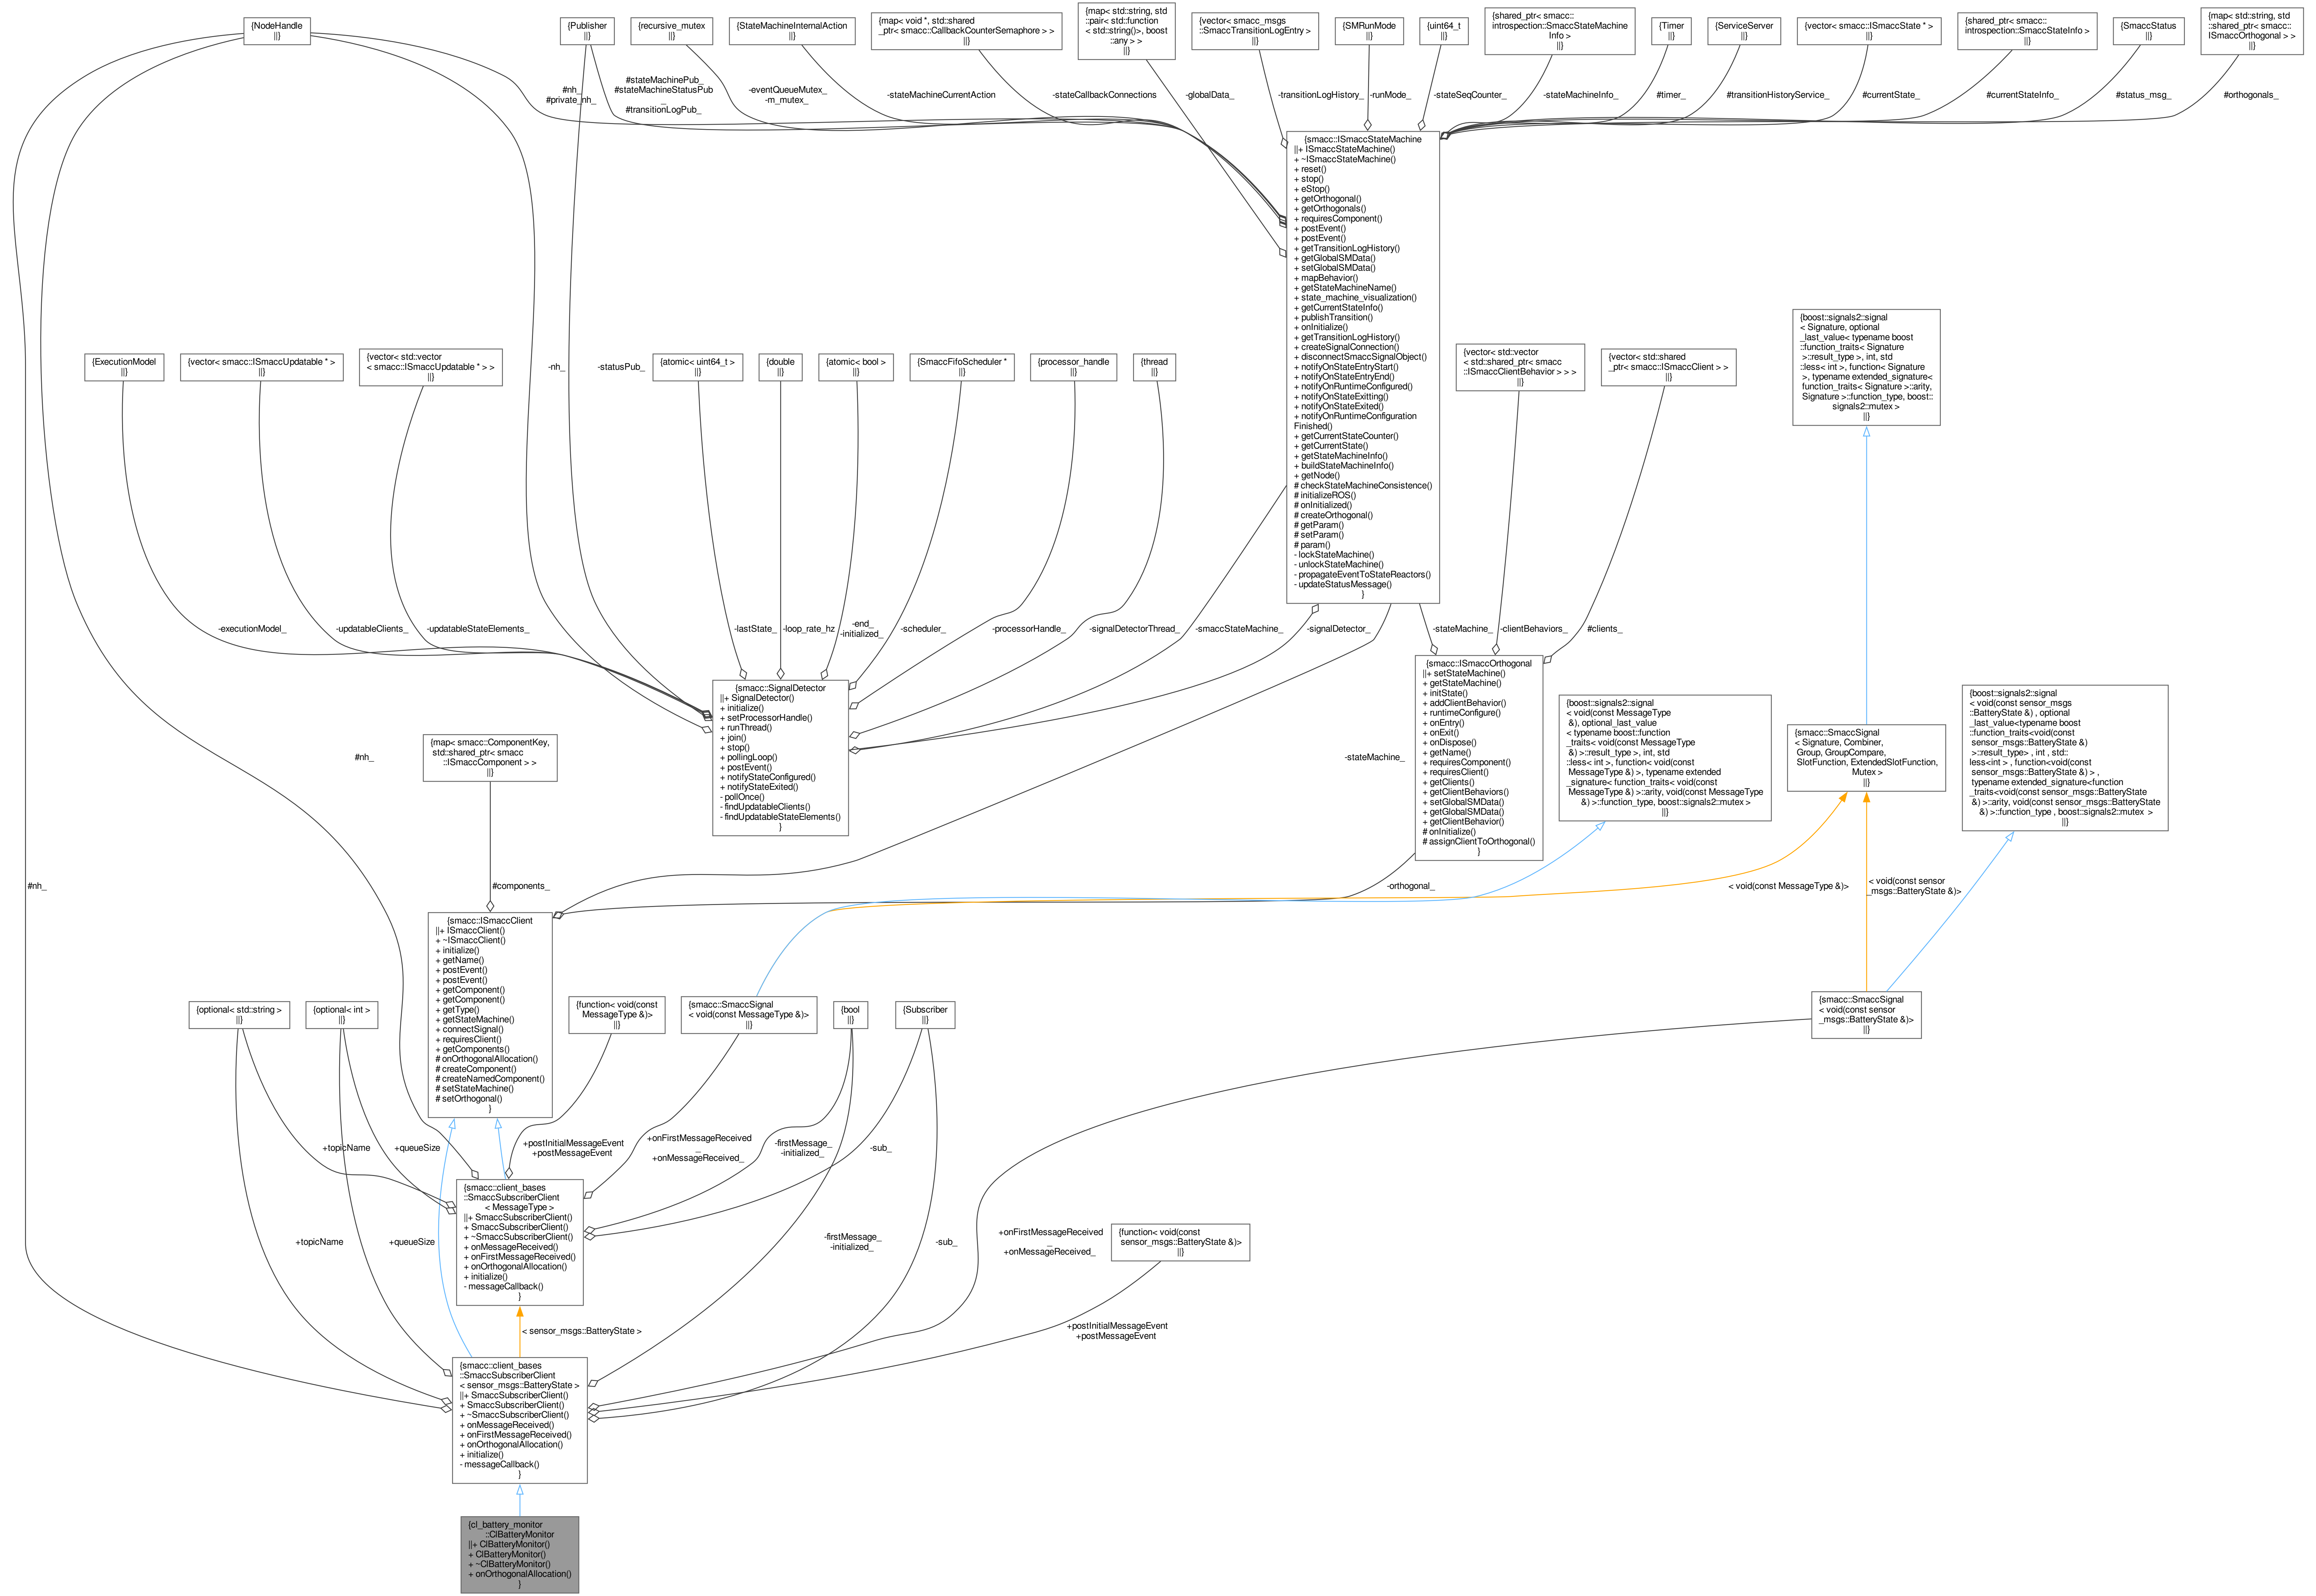 {NodeHandle
||}
{Publisher
||}
{recursive_mutex
||}
{StateMachineInternalAction
||}
{map< void *, std::shared
_ptr< smacc::CallbackCounterSemaphore > >
||}
{map< std::string, std
::pair< std::function
< std::string()>, boost
::any > >
||}
{vector< smacc_msgs
::SmaccTransitionLogEntry >
||}
{SMRunMode
||}
{uint64_t
||}
{shared_ptr< smacc::
introspection::SmaccStateMachine
Info >
||}
{Timer
||}
{ServiceServer
||}
{vector< smacc::ISmaccState * >
||}
{shared_ptr< smacc::
introspection::SmaccStateInfo >
||}
{SmaccStatus
||}
{map< std::string, std
::shared_ptr< smacc::
ISmaccOrthogonal > >
||}
#nh_
#private_nh_
#stateMachinePub_
#stateMachineStatusPub
_
#transitionLogPub_
-eventQueueMutex_
-m_mutex_
-stateMachineCurrentAction
-stateCallbackConnections
-globalData_
-transitionLogHistory_
-runMode_
-stateSeqCounter_
-stateMachineInfo_
#timer_
#transitionHistoryService_
#currentState_
#currentStateInfo_
#status_msg_
#orthogonals_
{smacc::ISmaccStateMachine
||+ ISmaccStateMachine()
+ ~ISmaccStateMachine()
+ reset()
+ stop()
+ eStop()
+ getOrthogonal()
+ getOrthogonals()
+ requiresComponent()
+ postEvent()
+ postEvent()
+ getTransitionLogHistory()
+ getGlobalSMData()
+ setGlobalSMData()
+ mapBehavior()
+ getStateMachineName()
+ state_machine_visualization()
+ getCurrentStateInfo()
+ publishTransition()
+ onInitialize()
+ getTransitionLogHistory()
+ createSignalConnection()
+ disconnectSmaccSignalObject()
+ notifyOnStateEntryStart()
+ notifyOnStateEntryEnd()
+ notifyOnRuntimeConfigured()
+ notifyOnStateExitting()
+ notifyOnStateExited()
+ notifyOnRuntimeConfiguration
Finished()
+ getCurrentStateCounter()
+ getCurrentState()
+ getStateMachineInfo()
+ buildStateMachineInfo()
+ getNode()
# checkStateMachineConsistence()
# initializeROS()
# onInitialized()
# createOrthogonal()
# getParam()
# setParam()
# param()
- lockStateMachine()
- unlockStateMachine()
- propagateEventToStateReactors()
- updateStatusMessage()
}
{ExecutionModel
||}
{vector< smacc::ISmaccUpdatable * >
||}
{vector< std::vector
< smacc::ISmaccUpdatable * > >
||}
-nh_
-statusPub_
{atomic< uint64_t >
||}
{double
||}
{atomic< bool >
||}
{SmaccFifoScheduler *
||}
{processor_handle
||}
{thread
||}
{vector< std::vector
< std::shared_ptr< smacc
::ISmaccClientBehavior > > >
||}
{vector< std::shared
_ptr< smacc::ISmaccClient > >
||}
{boost::signals2::signal
< Signature, optional
_last_value< typename boost
::function_traits< Signature
>::result_type >, int, std
::less< int >, function< Signature
>, typename extended_signature<
function_traits< Signature >::arity,
Signature >::function_type, boost::
signals2::mutex >
||}
-executionModel_
-updatableClients_
-updatableStateElements_
-lastState_
-loop_rate_hz
-end_
-initialized_
-scheduler_
-processorHandle_
-signalDetectorThread_
-smaccStateMachine_
-signalDetector_
-stateMachine_
-clientBehaviors_
#clients_
{smacc::SignalDetector
||+ SignalDetector()
+ initialize()
+ setProcessorHandle()
+ runThread()
+ join()
+ stop()
+ pollingLoop()
+ postEvent()
+ notifyStateConfigured()
+ notifyStateExited()
- pollOnce()
- findUpdatableClients()
- findUpdatableStateElements()
}
{smacc::ISmaccOrthogonal
||+ setStateMachine()
+ getStateMachine()
+ initState()
+ addClientBehavior()
+ runtimeConfigure()
+ onEntry()
+ onExit()
+ onDispose()
+ getName()
+ requiresComponent()
+ requiresClient()
+ getClients()
+ getClientBehaviors()
+ setGlobalSMData()
+ getGlobalSMData()
+ getClientBehavior()
# onInitialize()
# assignClientToOrthogonal()
}
{boost::signals2::signal
< void(const MessageType
&), optional_last_value
< typename boost::function
_traits< void(const MessageType
&) >::result_type >, int, std
::less< int >, function< void(const
MessageType &) >, typename extended
_signature< function_traits< void(const
MessageType &) >::arity, void(const MessageType
&) >::function_type, boost::signals2::mutex >
||}
{smacc::SmaccSignal
< Signature, Combiner,
Group, GroupCompare,
SlotFunction, ExtendedSlotFunction,
Mutex >
||}
{boost::signals2::signal
< void(const sensor_msgs
::BatteryState &) , optional
_last_value<typename boost
::function_traits<void(const
sensor_msgs::BatteryState &)
>::result_type> , int , std::
less<int > , function<void(const
sensor_msgs::BatteryState &) > ,
typename extended_signature<function
_traits<void(const sensor_msgs::BatteryState
&) >::arity, void(const sensor_msgs::BatteryState
&) >::function_type , boost::signals2::mutex >
||}
{map< smacc::ComponentKey,
std::shared_ptr< smacc
::ISmaccComponent > >
||}
#nh_
-stateMachine_
#nh_
#components_
-orthogonal_
< void(const MessageType &)>
< void(const sensor
_msgs::BatteryState &)>
{smacc::ISmaccClient
||+ ISmaccClient()
+ ~ISmaccClient()
+ initialize()
+ getName()
+ postEvent()
+ postEvent()
+ getComponent()
+ getComponent()
+ getType()
+ getStateMachine()
+ connectSignal()
+ requiresClient()
+ getComponents()
# onOrthogonalAllocation()
# createComponent()
# createNamedComponent()
# setStateMachine()
# setOrthogonal()
}
{optional< std::string >
||}
{optional< int >
||}
{function< void(const
MessageType &)>
||}
{smacc::SmaccSignal
< void(const MessageType &)>
||}
{bool
||}
{Subscriber
||}
{smacc::SmaccSignal
< void(const sensor
_msgs::BatteryState &)>
||}
+topicName
+queueSize
+postInitialMessageEvent
+postMessageEvent
+onFirstMessageReceived
_
+onMessageReceived_
-firstMessage_
-initialized_
-sub_
{smacc::client_bases
::SmaccSubscriberClient
< MessageType >
||+ SmaccSubscriberClient()
+ SmaccSubscriberClient()
+ ~SmaccSubscriberClient()
+ onMessageReceived()
+ onFirstMessageReceived()
+ onOrthogonalAllocation()
+ initialize()
- messageCallback()
}
+topicName
+queueSize
-firstMessage_
-initialized_
-sub_
+onFirstMessageReceived
_
+onMessageReceived_
{function< void(const
sensor_msgs::BatteryState &)>
||}
< sensor_msgs::BatteryState >
+postInitialMessageEvent
+postMessageEvent
{smacc::client_bases
::SmaccSubscriberClient
< sensor_msgs::BatteryState >
||+ SmaccSubscriberClient()
+ SmaccSubscriberClient()
+ ~SmaccSubscriberClient()
+ onMessageReceived()
+ onFirstMessageReceived()
+ onOrthogonalAllocation()
+ initialize()
- messageCallback()
}
{cl_battery_monitor
::ClBatteryMonitor
||+ ClBatteryMonitor()
+ ClBatteryMonitor()
+ ~ClBatteryMonitor()
+ onOrthogonalAllocation()
}